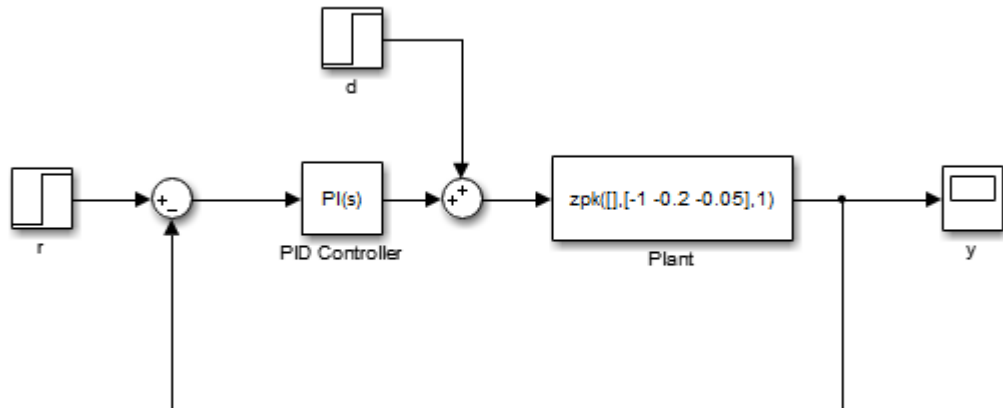 d
r
PI(s)
PID Controller
zpk([],[-1 -0.2 -0.05],1)
Plant
y